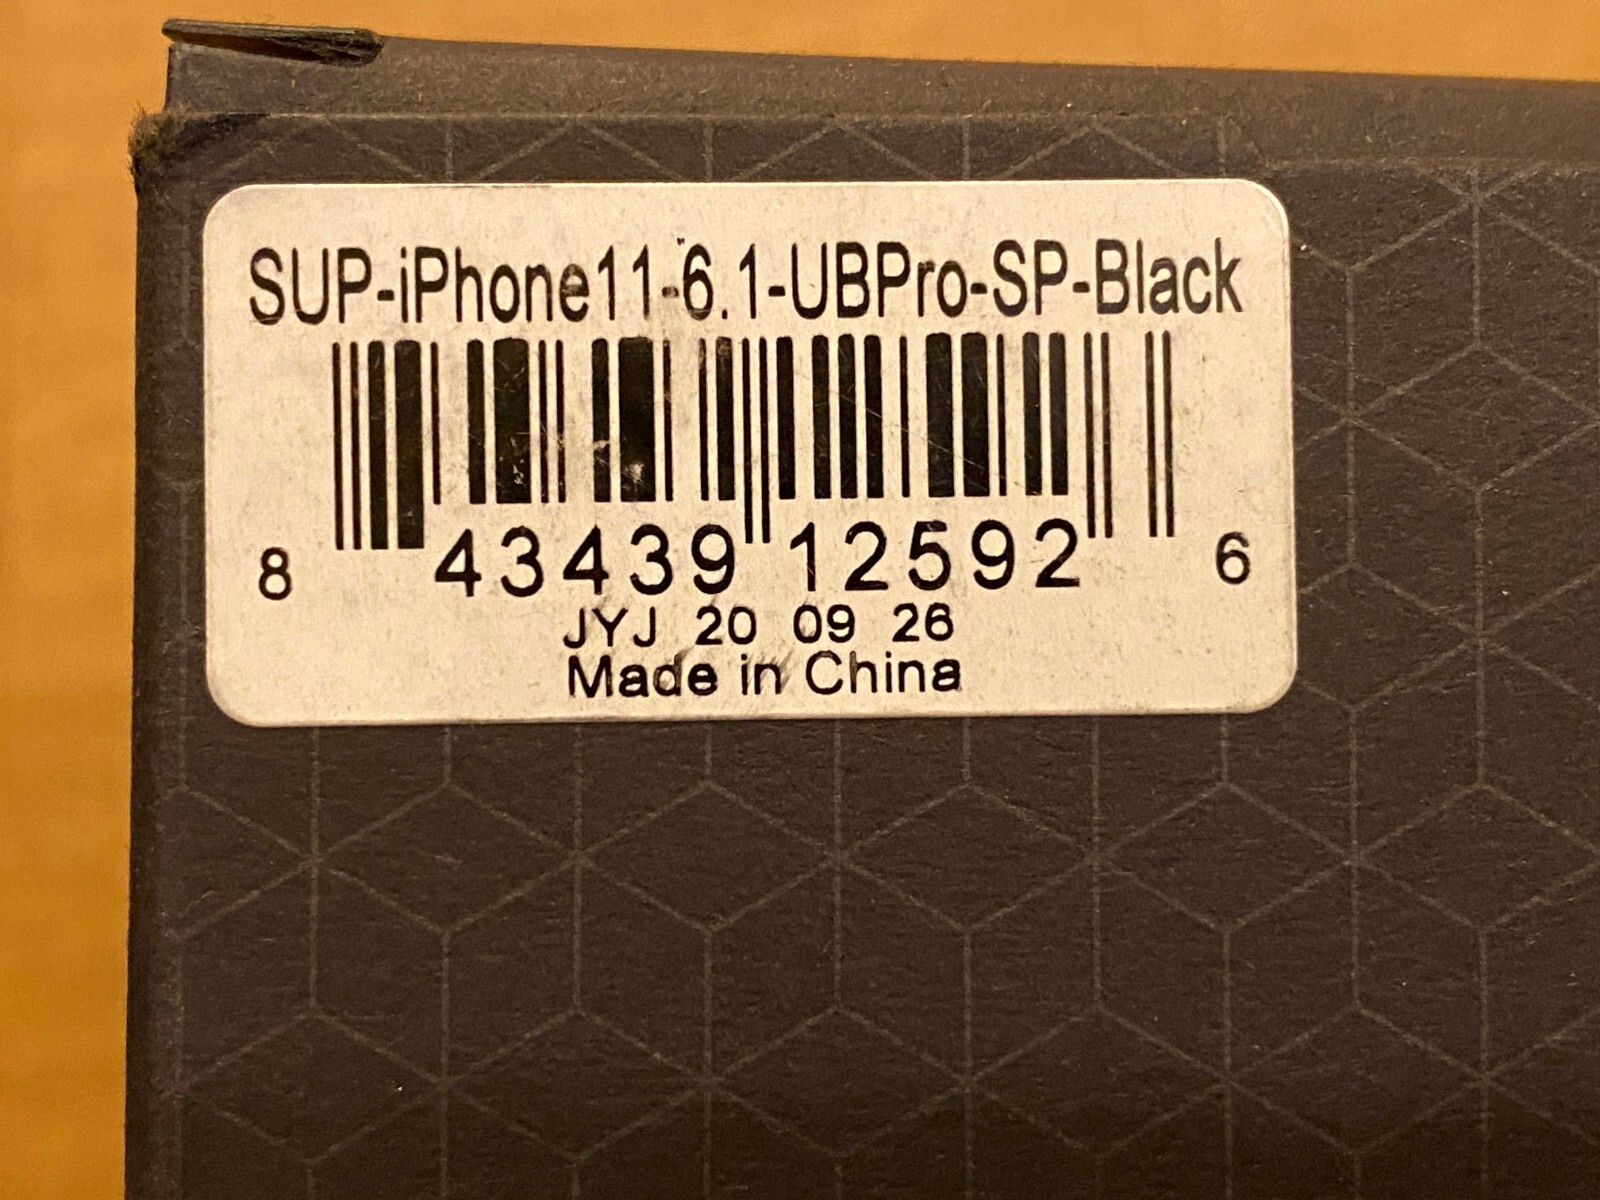 SUP-iPhone11-6.1-UBPro-SP-Black
8 43439 12592 6
JYJ 20 09 26
Made in China